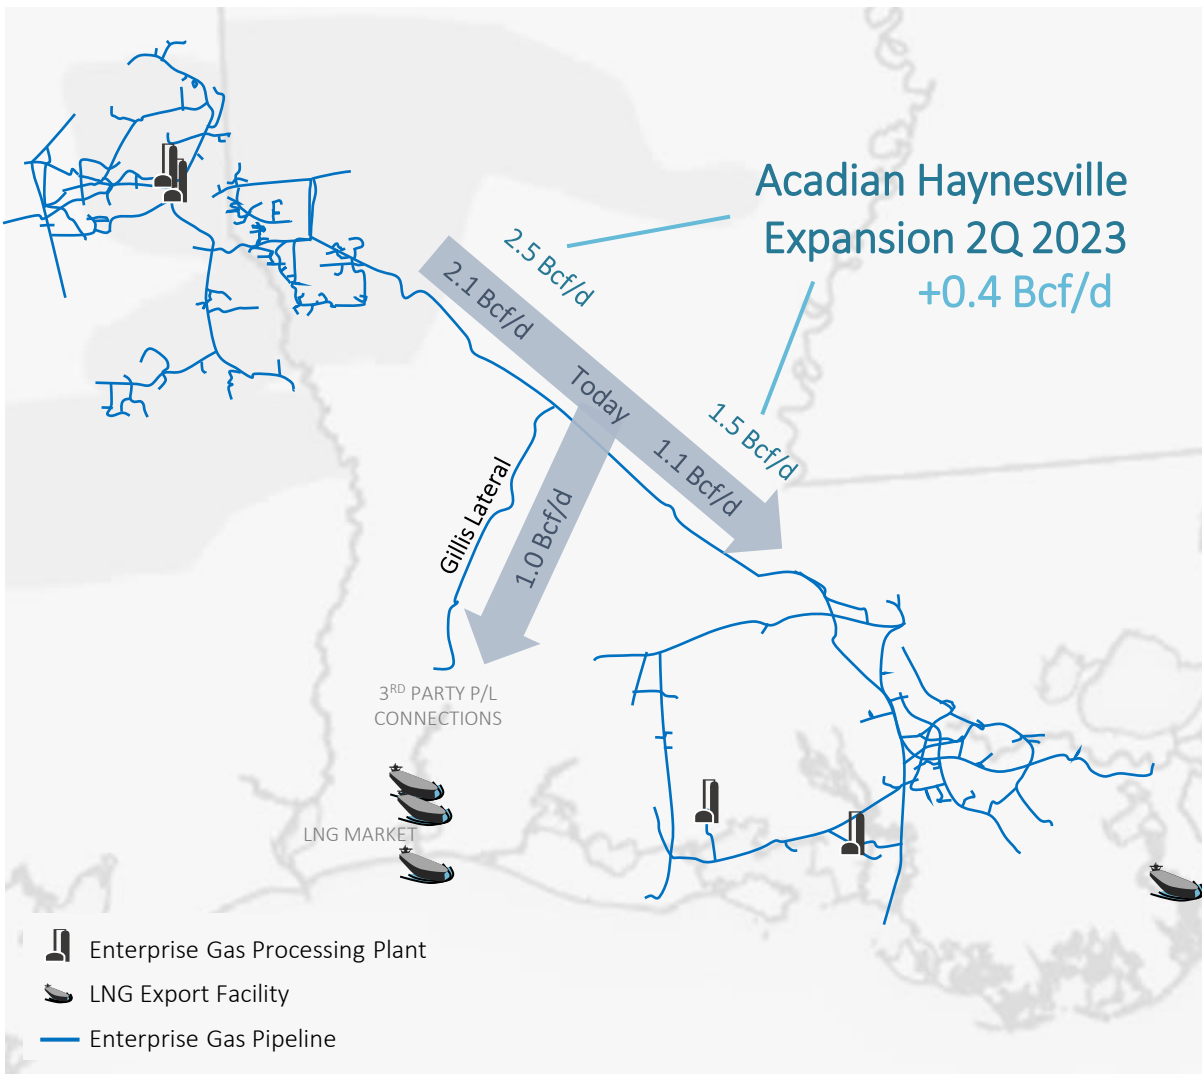 Acadian Haynesville
Expansion 2Q 2023
+0.4 Bcf/d
2.5 Bcf/d
2.1 Bcf/d
Today
1.5 Bcf/d
1.1 Bcf/d
Gillis Lateral
1.0 Bcf/d
3RD PARTY P/L
CONNECTIONS
LNG MARKET
Enterprise Gas Processing Plant
LNG Export Facility
Enterprise Gas Pipeline